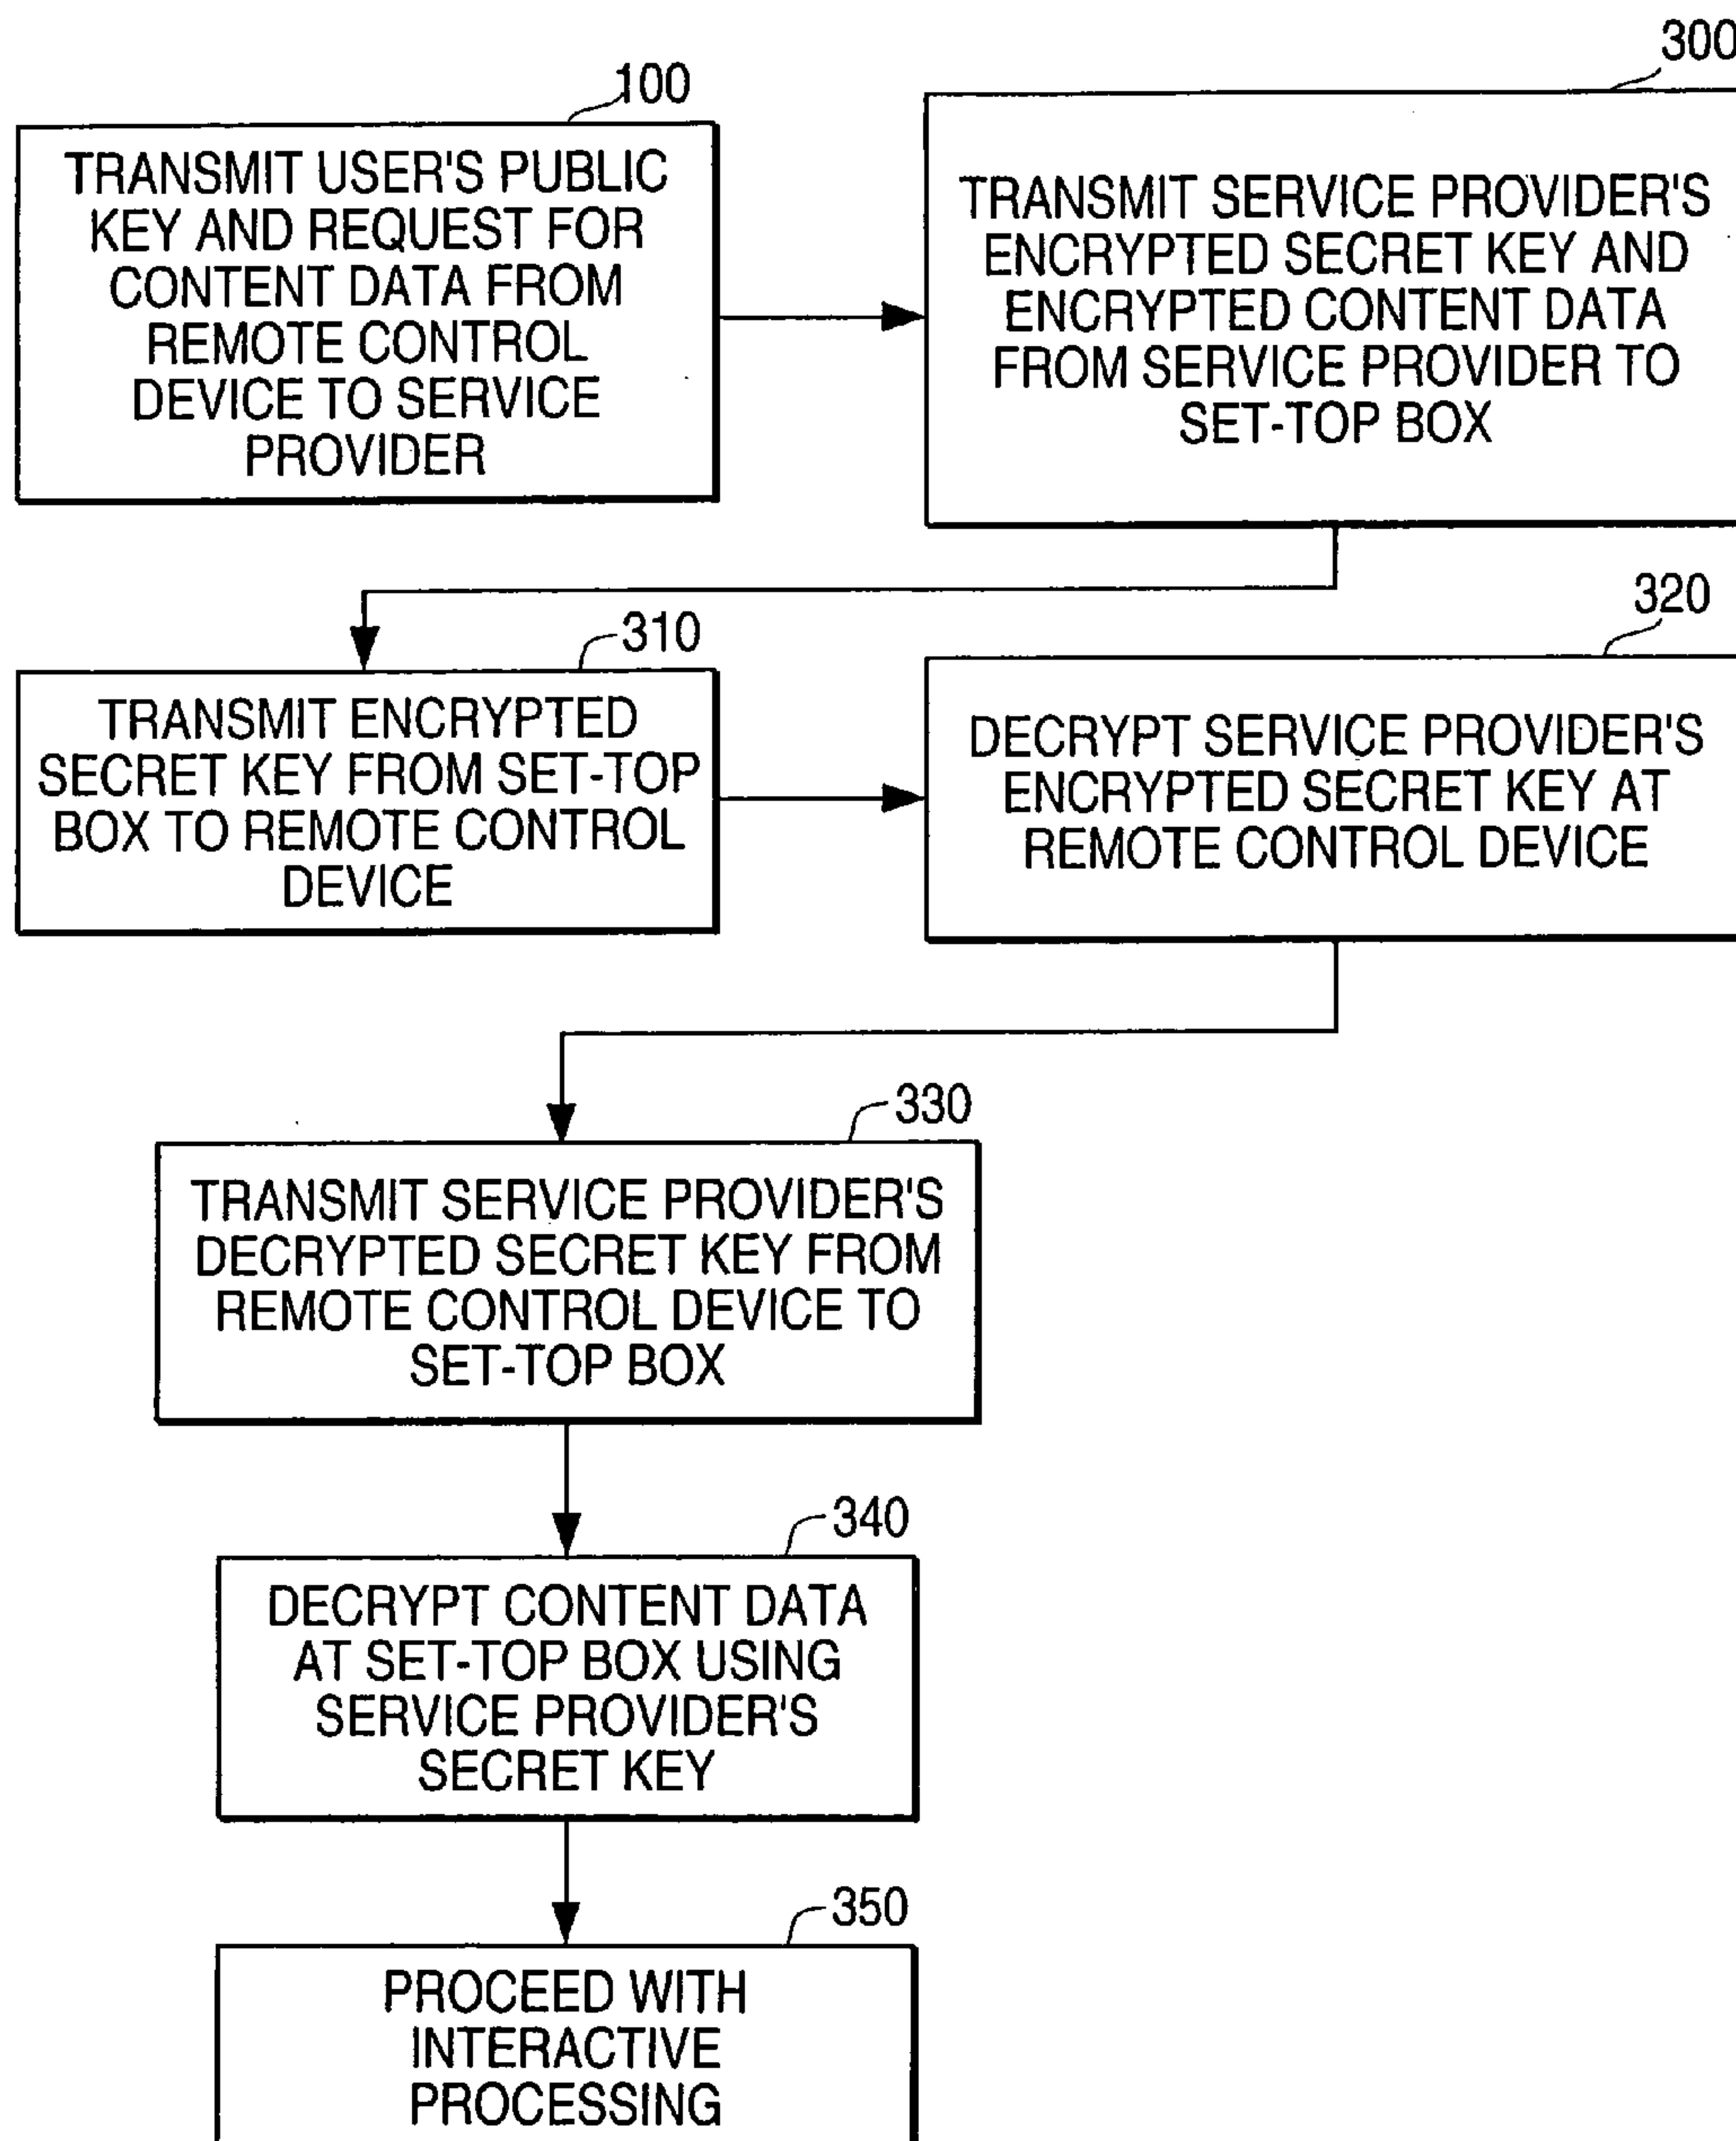 100
TRANSMIT USER'S PUBLIC
KEY AND REQUEST FOR
CONTENT DATA FROM
REMOTE CONTROL
DEVICE TO SERVICE
PROVIDER
300
TRANSMIT SERVICE PROVIDER'S
ENCRYPTED SECRET KEY AND
ENCRYPTED CONTENT DATA
FROM SERVICE PROVIDER TO
SET-TOP BOX
310
TRANSMIT ENCRYPTED
SECRET KEY FROM SET-TOP
BOX TO REMOTE CONTROL
DEVICE
320
DECRYPT SERVICE PROVIDER'S
ENCRYPTED SECRET KEY AT
REMOTE CONTROL DEVICE
330
TRANSMIT SERVICE PROVIDER'S
DECRYPTED SECRET KEY FROM
REMOTE CONTROL DEVICE TO
SET-TOP BOX
340
DECRYPT CONTENT DATA
AT SET-TOP BOX USING
SERVICE PROVIDER'S
SECRET KEY
350
PROCEED WITH
INTERACTIVE
PROCESSING